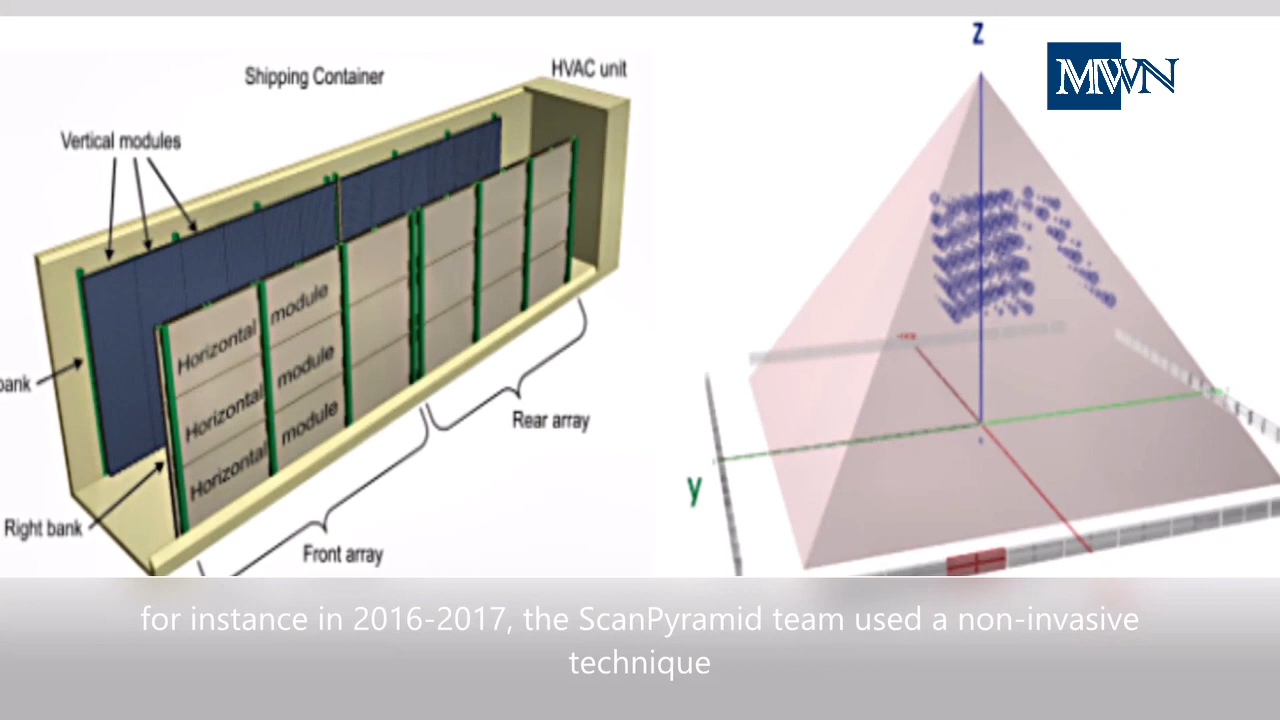 Shipping Container
HVAC unit
Vertical modules
bank
Right bank
Horizontal module
Horizontal module
Horizontal module
Front array
Rear array
z
y
MWN
for instance in 2016-2017, the ScanPyramid team used a non-invasive
technique